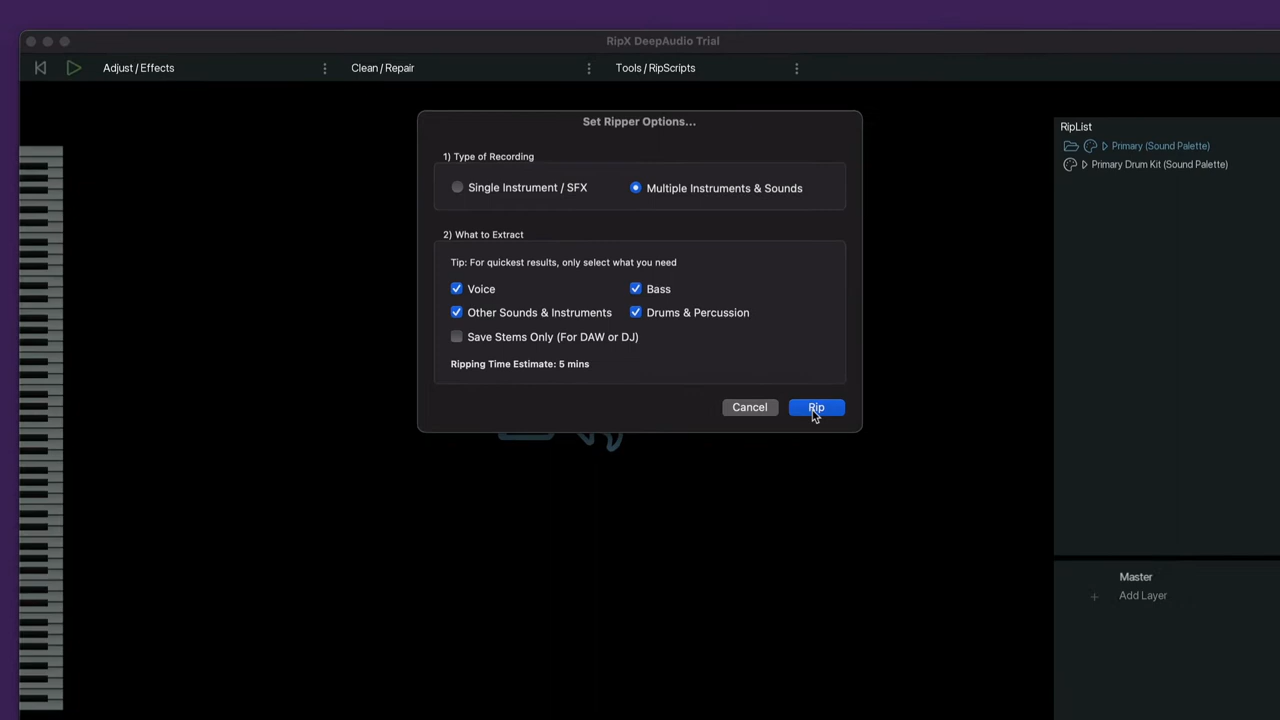 RipX DeepAudio Trial
Adjust / Effects
Clean / Repair
Tools / RipScripts
Set Ripper Options...
1) Type of Recording
Single Instrument / SFX
Multiple Instruments & Sounds
2) What to Extract
Tip: For quickest results, only select what you need
Voice
Bass
Other Sounds & Instruments
Drums & Percussion
Save Stems Only (For DAW or DJ)
Ripping Time Estimate: 5 mins
Cancel
Rip
RipList
Primary (Sound Palette)
Primary Drum Kit (Sound Palette)
Master
Add Layer